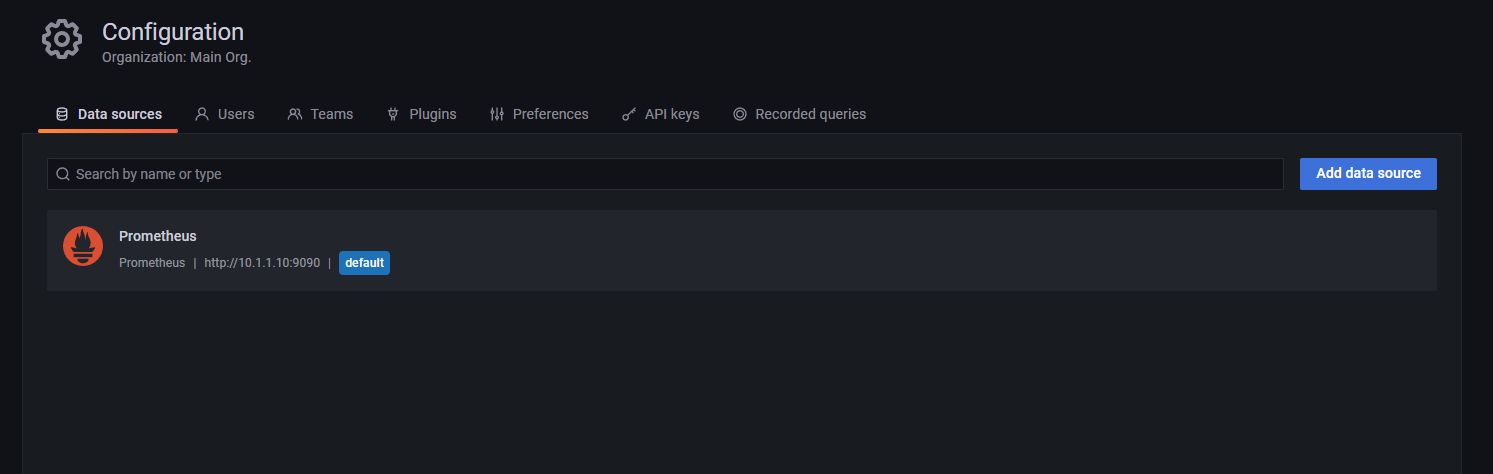 Configuration
Organization: Main Org.
Data sources Users Teams Plugins Preferences API keys Recorded queries
Search by name or type Add data source
Prometheus
Prometheus | http://10.1.1.10:9090 | default